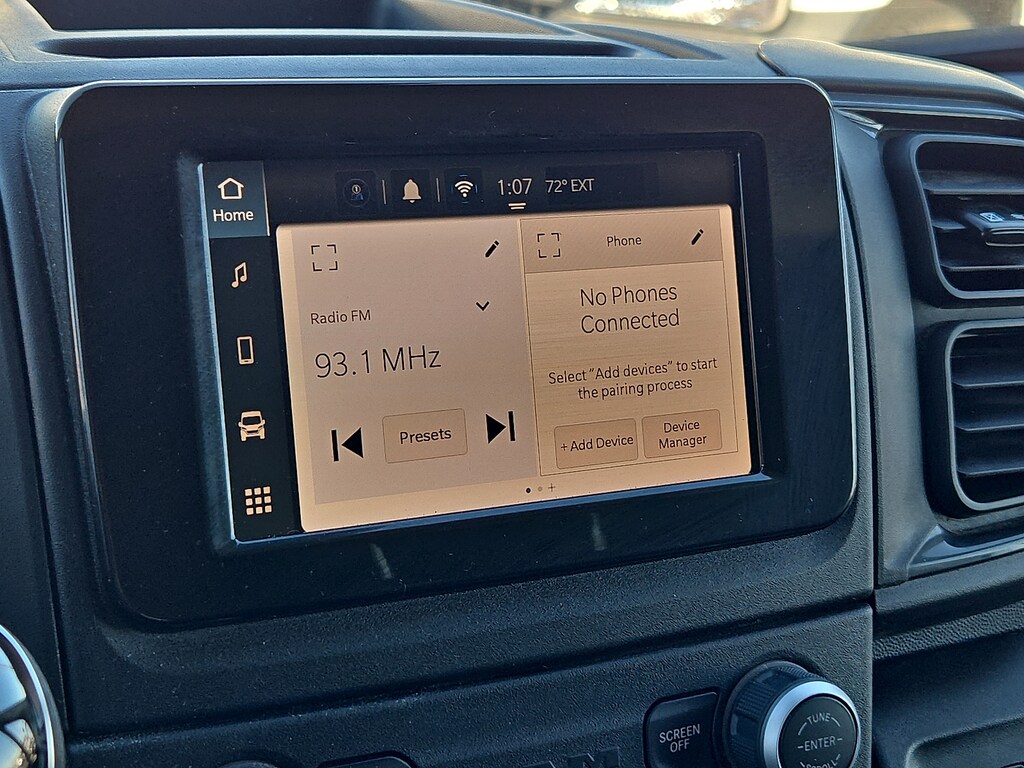 Home
1:07 72° EXT
Radio FM
93.1 MHz
Presets
Phone
No Phones
Connected
Select "Add devices" to start
the pairing process
+ Add Device
Device
Manager
SCREEN
OFF
TUNE
ENTER
SCROLL